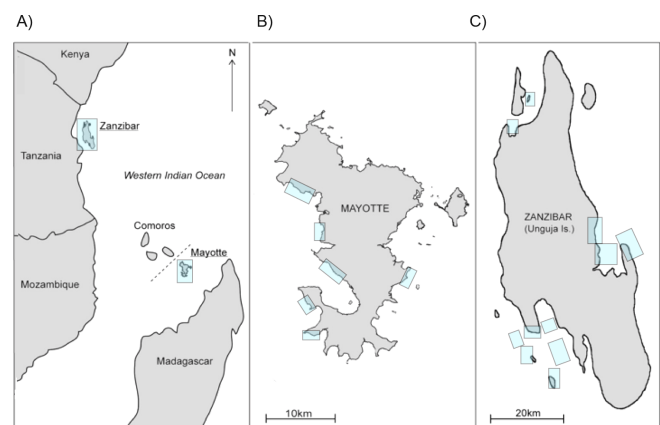 A)
B)
C)
Kenya
N
Zanzibar
Tanzania
Western Indian Ocean
Comoros
Mayotte
Mozambique
Madagascar
MAYOTTE
10km
ZANZIBAR
(Unguja Is.)
20km